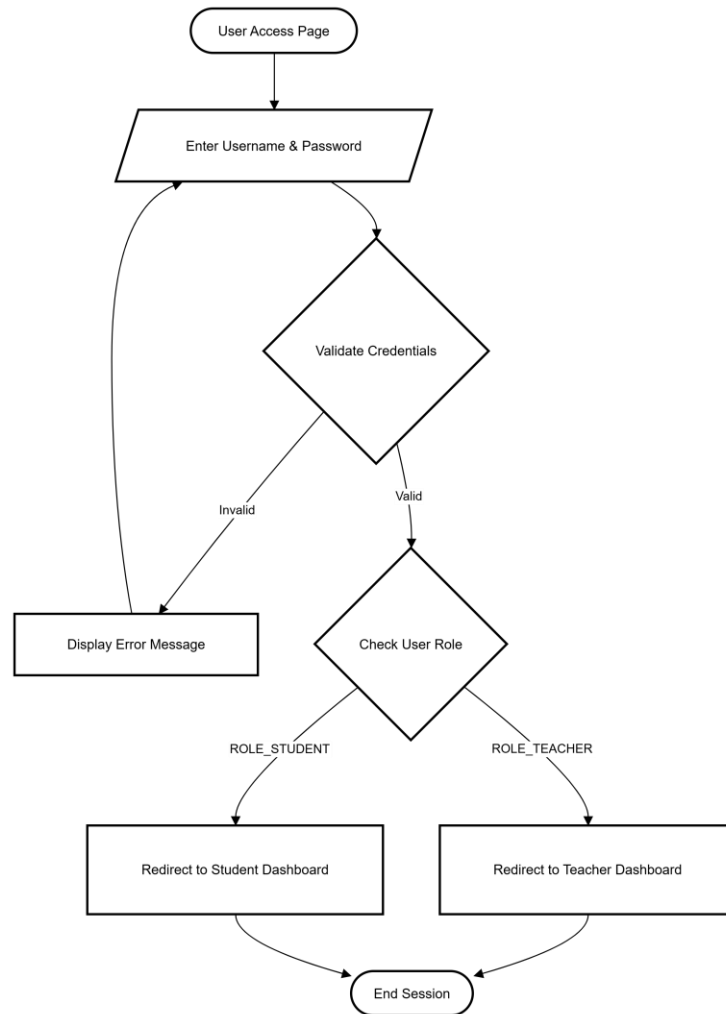 User Access Page
Enter Username & Password
Validate Credentials
Invalid
Valid
Display Error Message
Check User Role
ROLE_STUDENT
ROLE_TEACHER
Redirect to Student Dashboard
Redirect to Teacher Dashboard
End Session